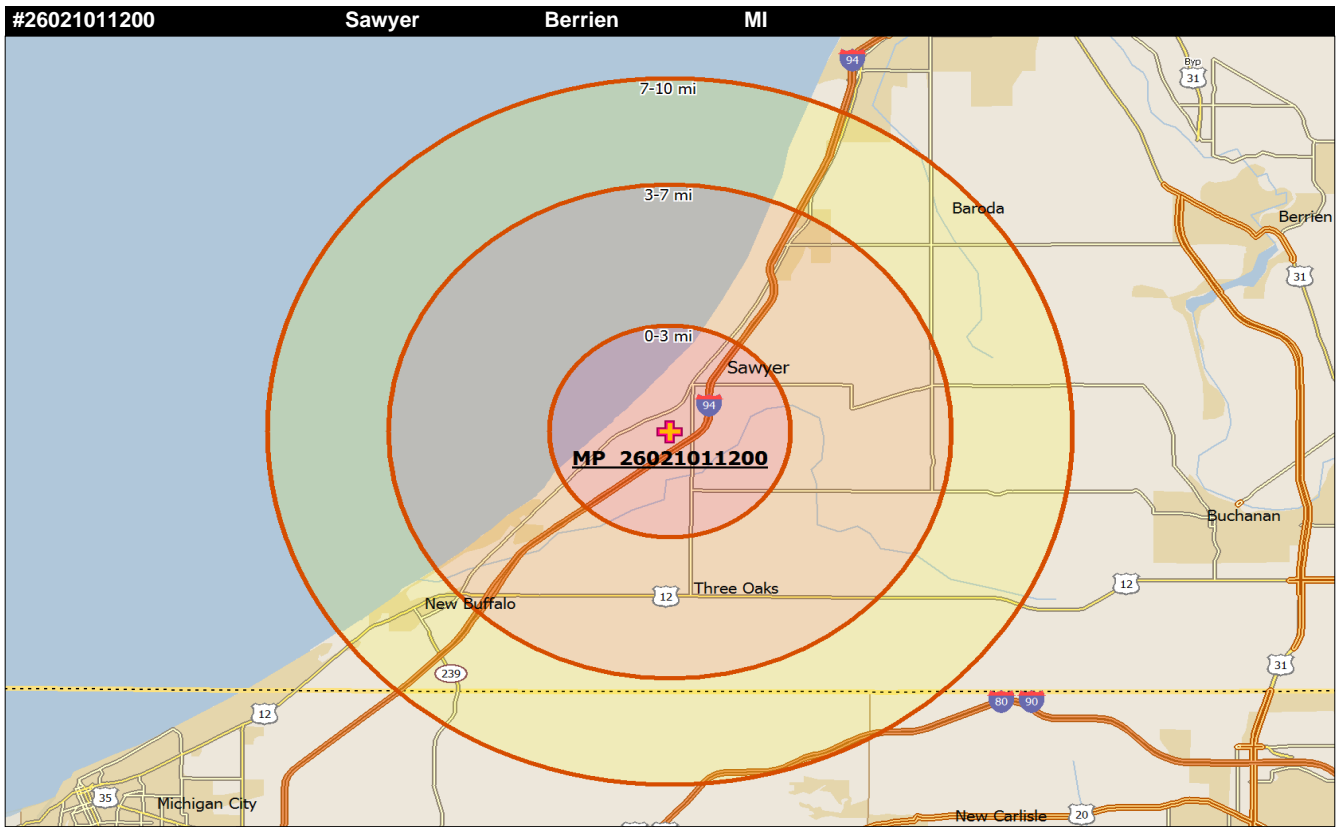 #26021011200 Sawyer Berrien MI
94
Byp
31
7-10 mi
3-7 mi
Baroda
Berrien
31
0-3 mi
Sawyer
94
MP 26021011200
Buchanan
12
Three Oaks
12
New Buffalo
31
239
80 90
12
35
Michigan City
New Carlisle 20